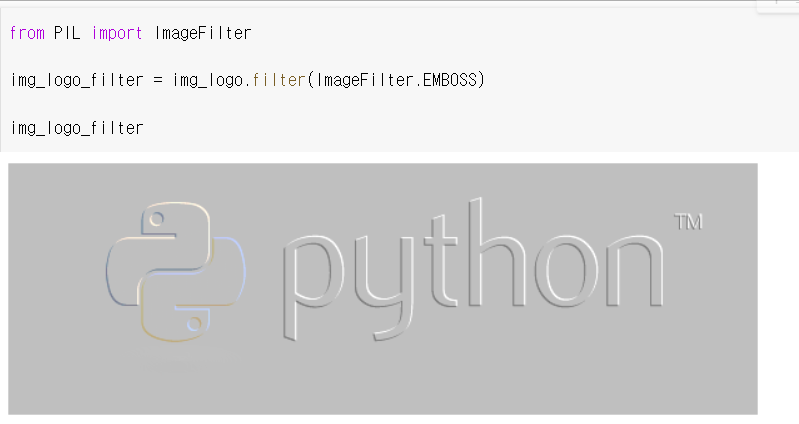 from PIL import ImageFilter
img_logo_filter = img_logo.filter(ImageFilter.EMBOSS)
img_logo_filter
python™